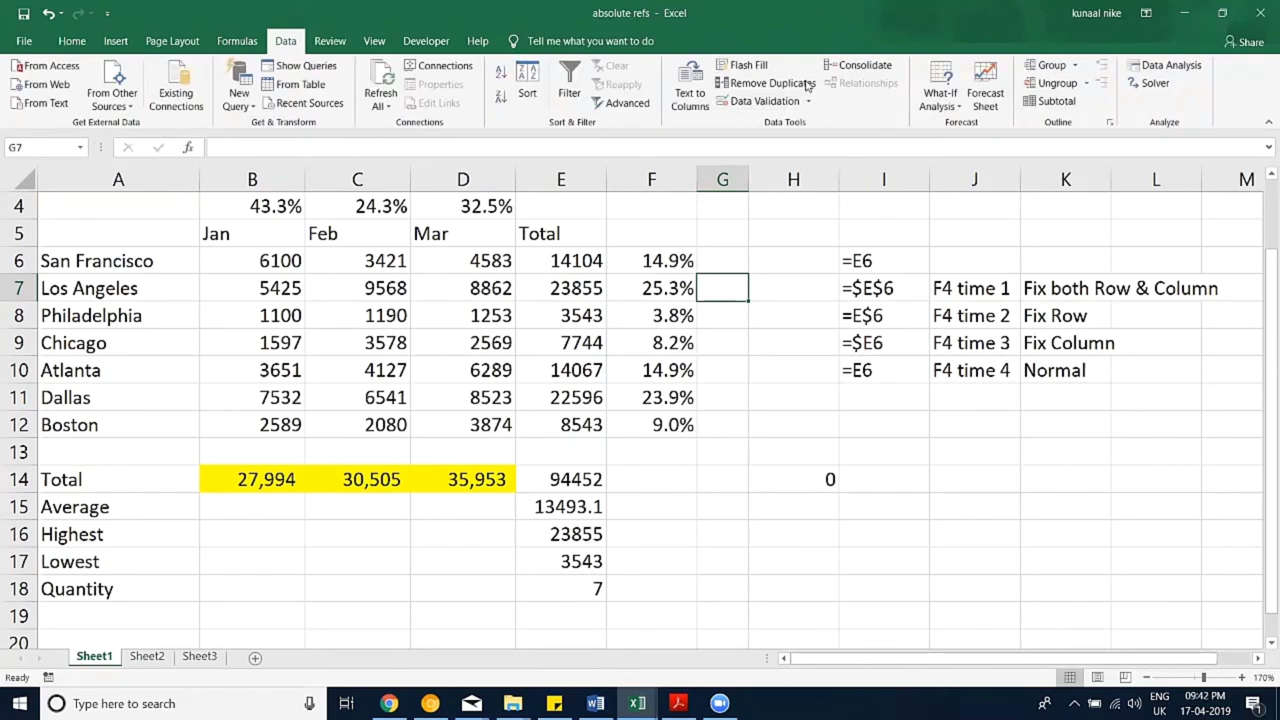 absolute refs - Excel
kunaal nike
File Home Insert Page Layout Formulas Data Review View Developer Help Tell me what you want to do Share
From Access
From Web
From Text
From Other Sources
Existing Connections
Get External Data
New Query
Show Queries
From Table
Recent Sources
Get & Transform
Refresh All
Connections
Properties
Edit Links
Connections
Sort
Filter
Clear
Reapply
Advanced
Sort & Filter
Text to Columns
Flash Fill
Remove Duplicates
Data Validation
Consolidate
Relationships
Data Tools
What-If Analysis
Forecast Sheet
Forecast
Group
Ungroup
Subtotal
Outline
Data Analysis
Solver
Analyze
G7
fx
A B C D E F G H I J K L M
4 43.3% 24.3% 32.5%
5 Jan Feb Mar Total
6 San Francisco 6100 3421 4583 14104 14.9% =E6
7 Los Angeles 5425 9568 8862 23855 25.3% =$E$6 F4 time 1 Fix both Row & Column
8 Philadelphia 1100 1190 1253 3543 3.8% =E$6 F4 time 2 Fix Row
9 Chicago 1597 3578 2569 7744 8.2% =$E6 F4 time 3 Fix Column
10 Atlanta 3651 4127 6289 14067 14.9% =E6 F4 time 4 Normal
11 Dallas 7532 6541 8523 22596 23.9%
12 Boston 2589 2080 3874 8543 9.0%
13
14 Total 27,994 30,505 35,953 94452 0
15 Average 13493.1
16 Highest 23855
17 Lowest 3543
18 Quantity 7
19
20
Sheet1 Sheet2 Sheet3
Ready
170%
Type here to search
ENG 09:42 PM
UK 17-04-2019